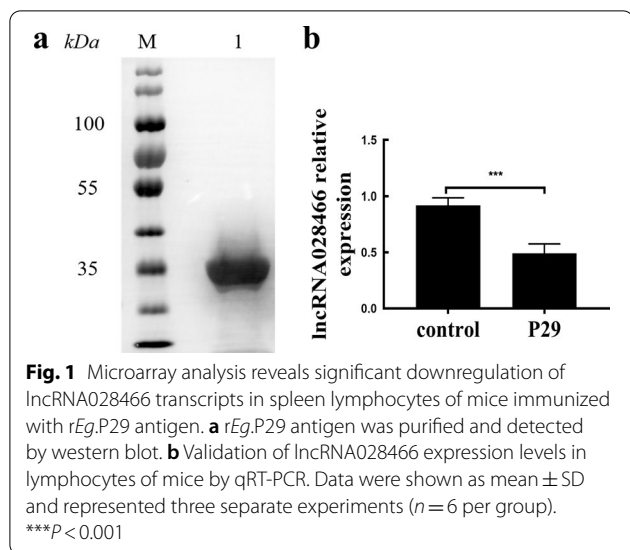 a kDa M 1
100
55
35
b
lncRNA028466 relative
expression
1.5
1.0
0.5
0.0
***
control P29
Fig. 1 Microarray analysis reveals significant downregulation of
lncRNA028466 transcripts in spleen lymphocytes of mice immunized
with rEg.P29 antigen. a rEg.P29 antigen was purified and detected
by western blot. b Validation of lncRNA028466 expression levels in
lymphocytes of mice by qRT-PCR. Data were shown as mean ± SD
and represented three separate experiments (n = 6 per group).
***P < 0.001